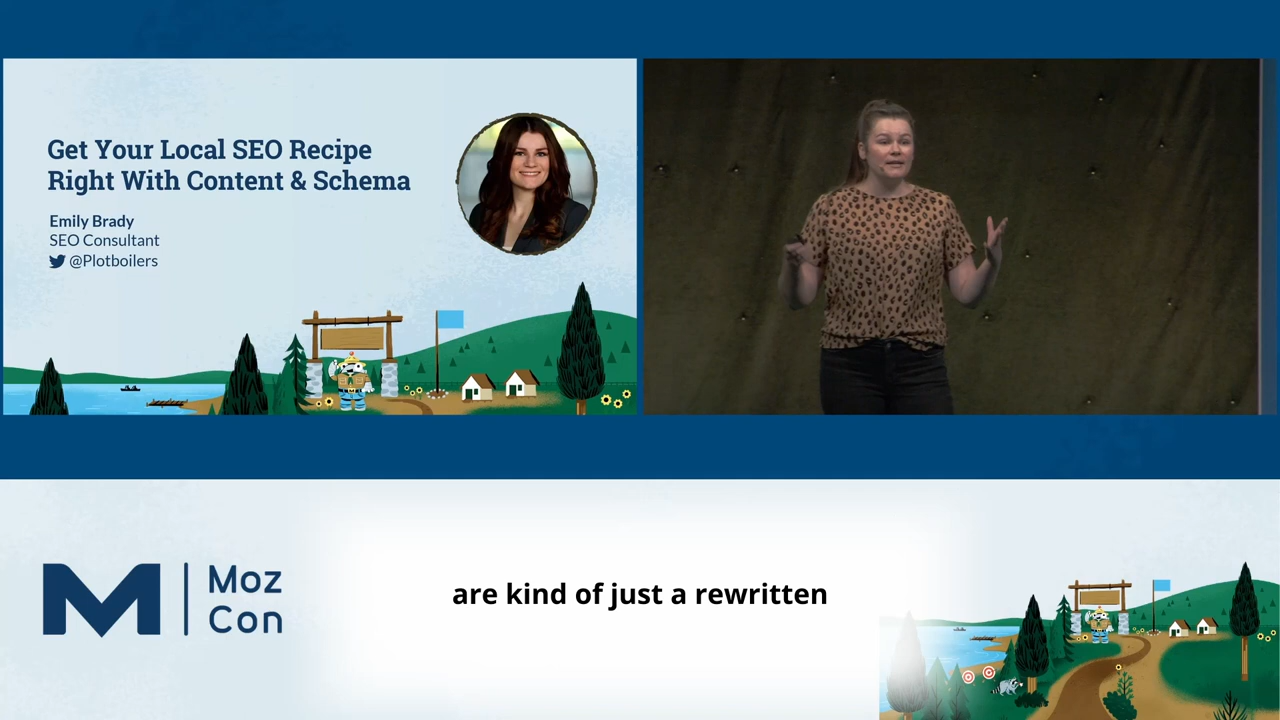 Get Your Local SEO Recipe
Right With Content & Schema
Emily Brady
SEO Consultant
@Plotboilers
Moz
Con
are kind of just a rewritten